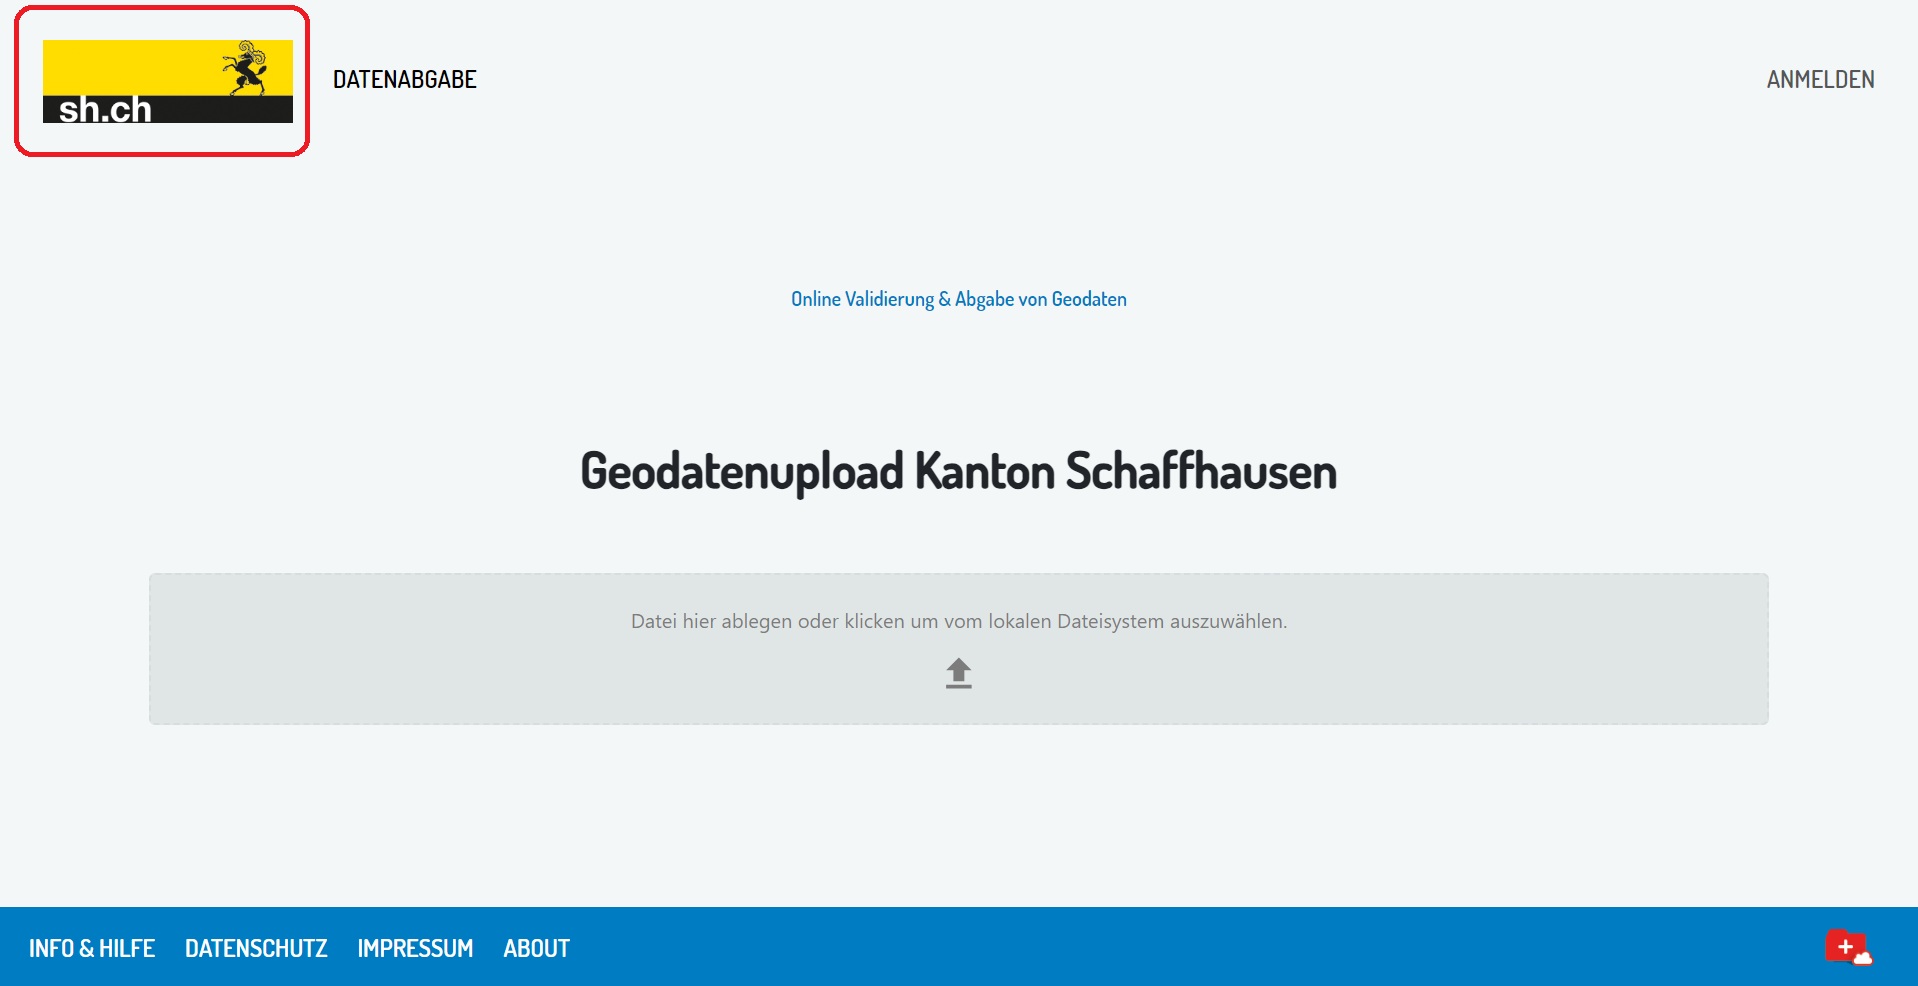 sh.ch
DATENABGABE
ANMELDEN
Online Validierung & Abgabe von Geodaten
Geodatenupload Kanton Schaffhausen
Datei hier ablegen oder klicken um vom lokalen Dateisystem auszuwählen.
INFO & HILFE DATENSCHUTZ IMPRESSUM ABOUT